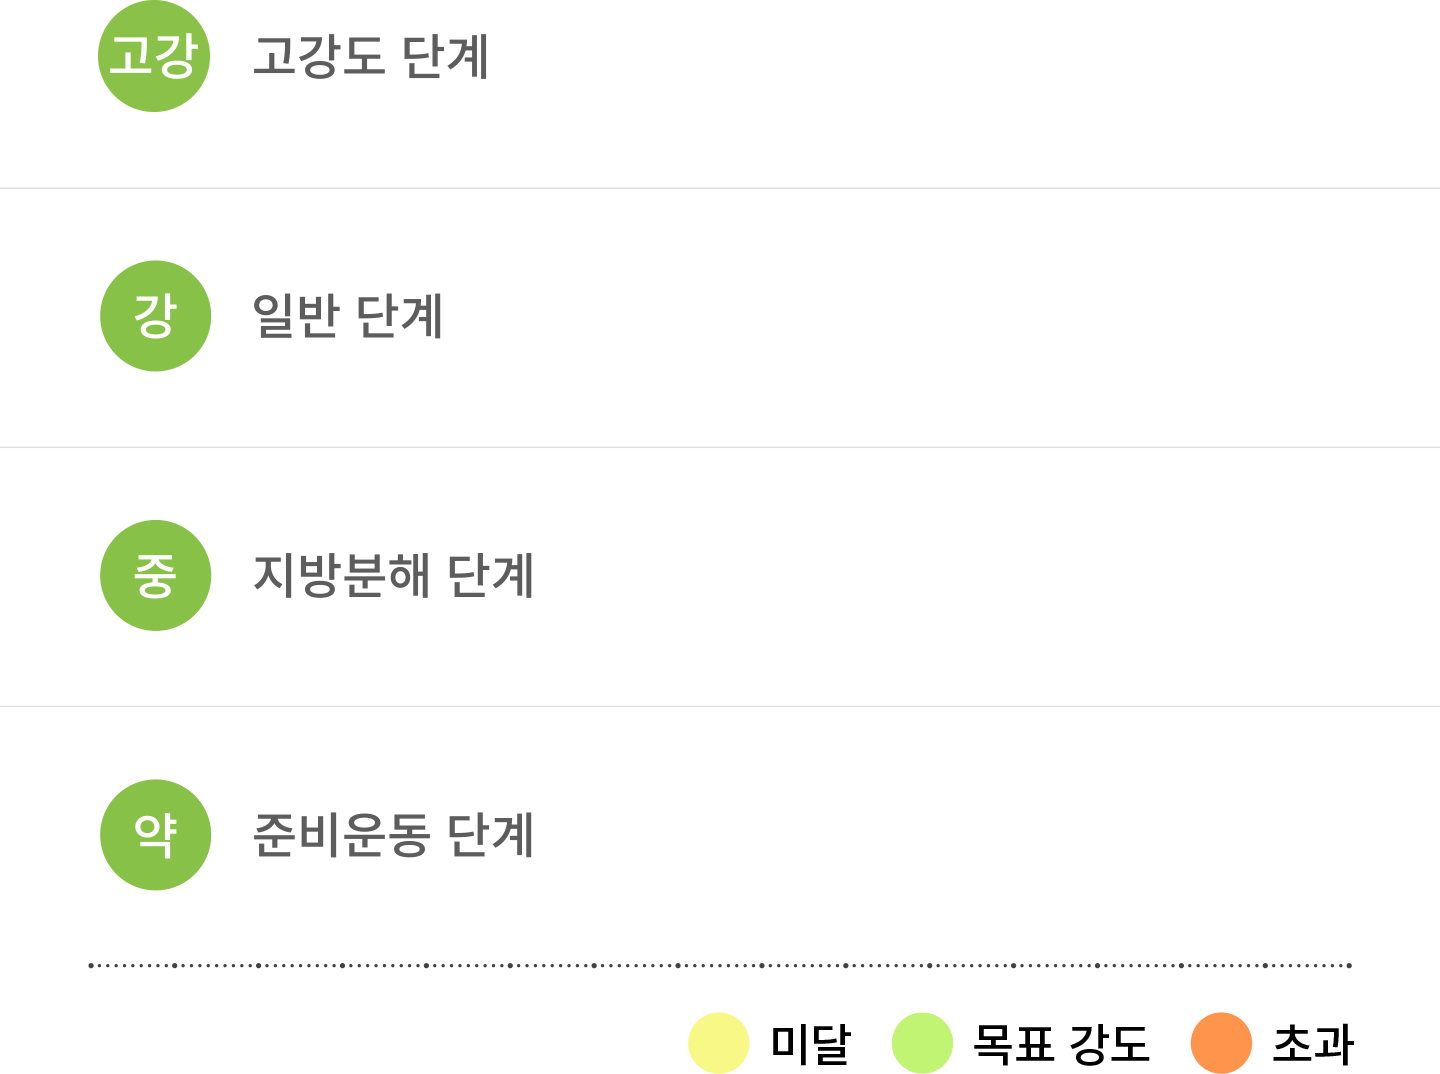 고강 고강도 단계
강 일반 단계
중 지방분해 단계
약 준비운동 단계
미달 목표 강도 초과